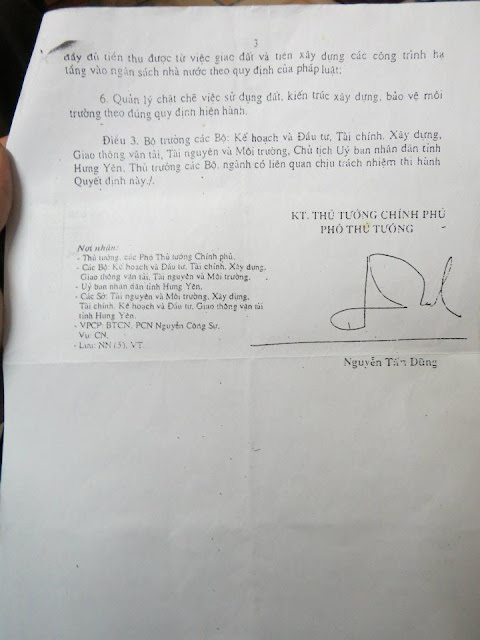 3
đầy đủ tiền thu được từ việc giao đất và tiền xây dựng các công trình hạ
tầng vào ngân sách nhà nước theo quy định của pháp luật;
6. Quản lý chặt chẽ việc sử dụng đất, kiến trúc xây dựng, bảo vệ môi
trường theo đúng quy định hiện hành.
Điều 3. Bộ trưởng các Bộ: Kế hoạch và Đầu tư, Tài chính, Xây dựng,
Giao thông vận tải, Tài nguyên và Môi trường, Chủ tịch Uỷ ban nhân dân tỉnh
Hưng Yên, Thủ trưởng các Bộ, ngành có liên quan chịu trách nhiệm thi hành
Quyết định này./.
KT. THỦ TƯỚNG CHÍNH PHỦ
PHÓ THỦ TƯỚNG
Nơi nhận:
- Thủ tướng, các Phó Thủ tướng Chính phủ,
- Các Bộ: Kế hoạch và Đầu tư, Tài chính, Xây dựng,
Giao thông vận tải, Tài nguyên và Môi trường,
- Uỷ ban nhân dân tỉnh Hưng Yên,
- Các Sở: Tài nguyên và Môi trường, Xây dựng,
Tài chính, Kế hoạch và Đầu tư, Giao thông vận tải
tỉnh Hưng Yên,
- VPCP: BTCN, PCN Nguyễn Công Sự,
Vụ: CN,
- Lưu: NN (5), VT.
Nguyễn Tấn Dũng